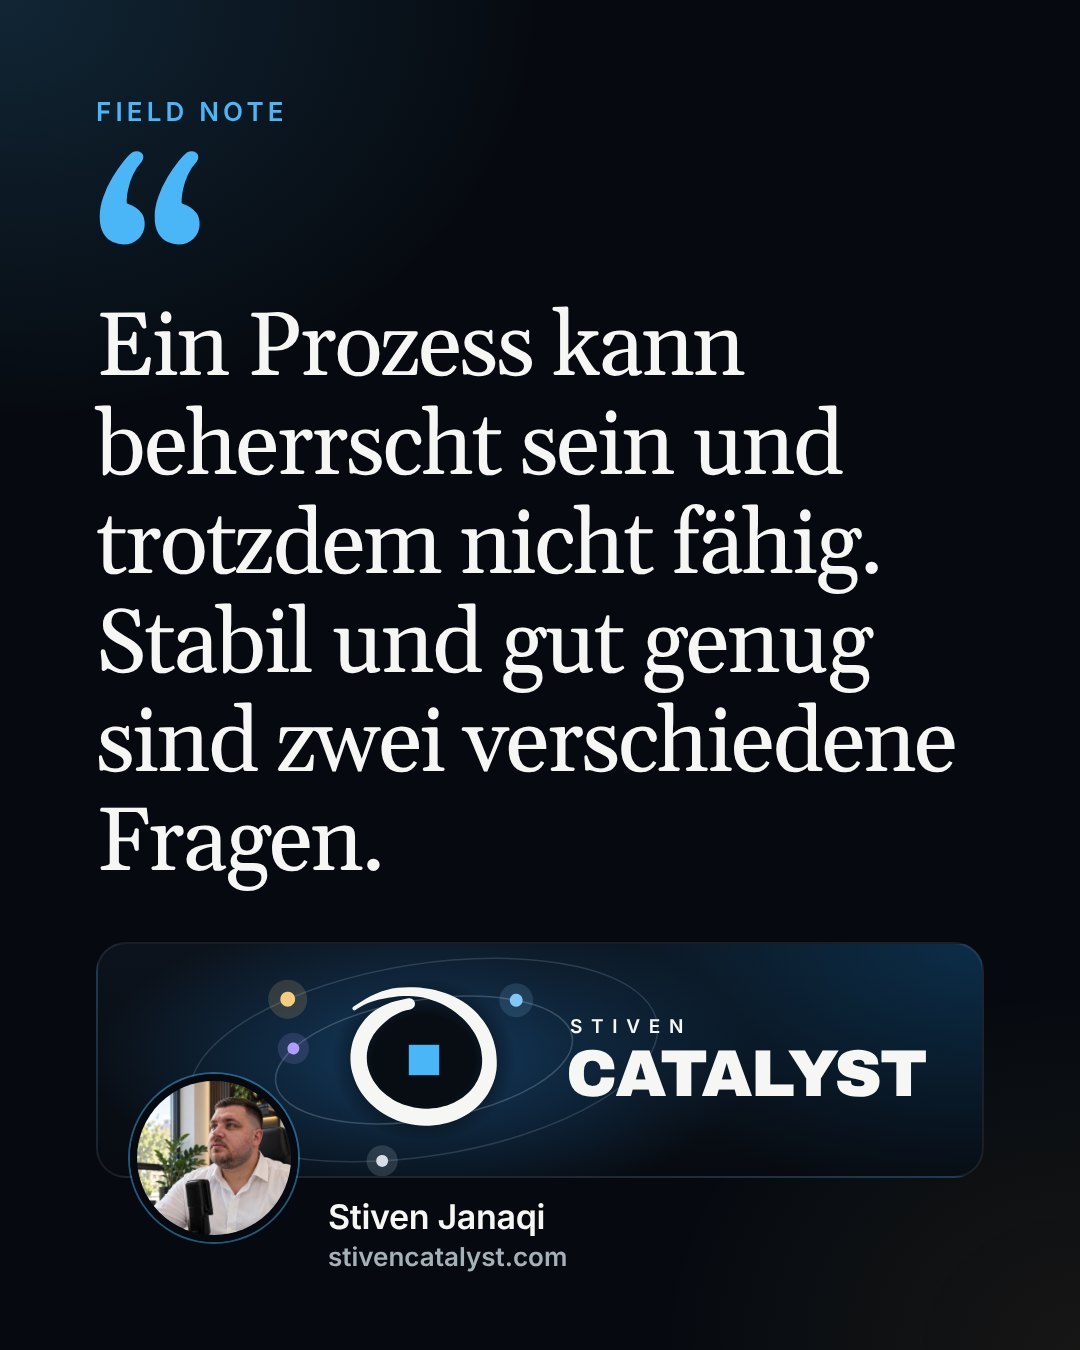 FIELD NOTE
“
Ein Prozess kann
beherrscht sein und
trotzdem nicht fähig.
Stabil und gut genug
sind zwei verschiedene
Fragen.
STIVEN
CATALYST
Stiven Janaqi
stivencatalyst.com